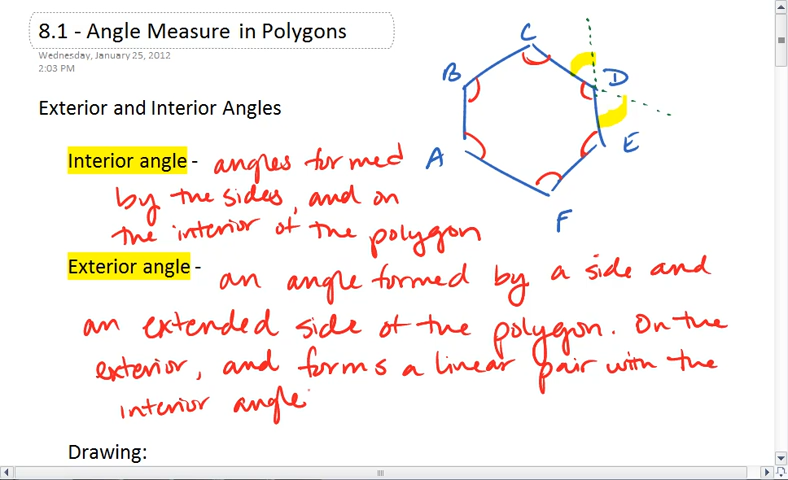 8.1 - Angle Measure in Polygons
Wednesday, January 25, 2012
2:03 PM
C
B
D
A
E
F
Exterior and Interior Angles
Interior angle - angles formed
by the sides, and on
the interior of the polygon
Exterior angle - an angle formed by a side and
an extended side of the polygon. On the
exterior, and forms a linear pair with the
interior angle
Drawing: